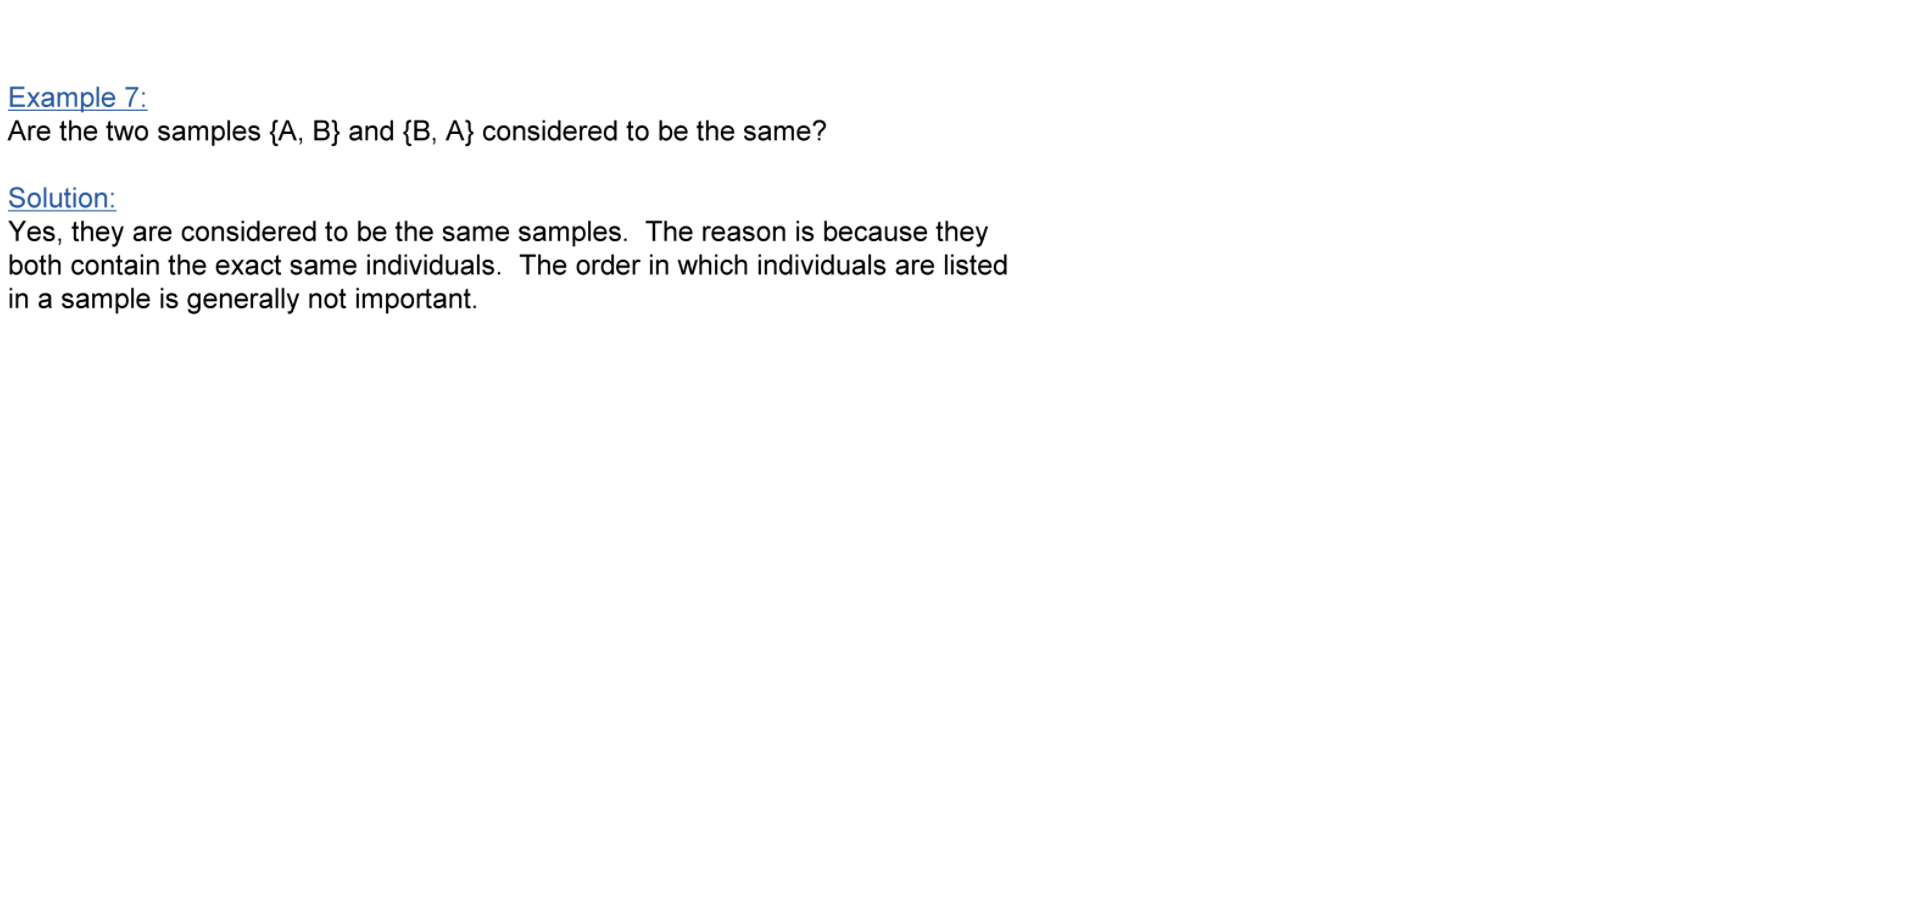 Example 7:
Are the two samples {A, B} and {B, A} considered to be the same?
Solution:
Yes, they are considered to be the same samples.  The reason is because they
both contain the exact same individuals.  The order in which individuals are listed
in a sample is generally not important.